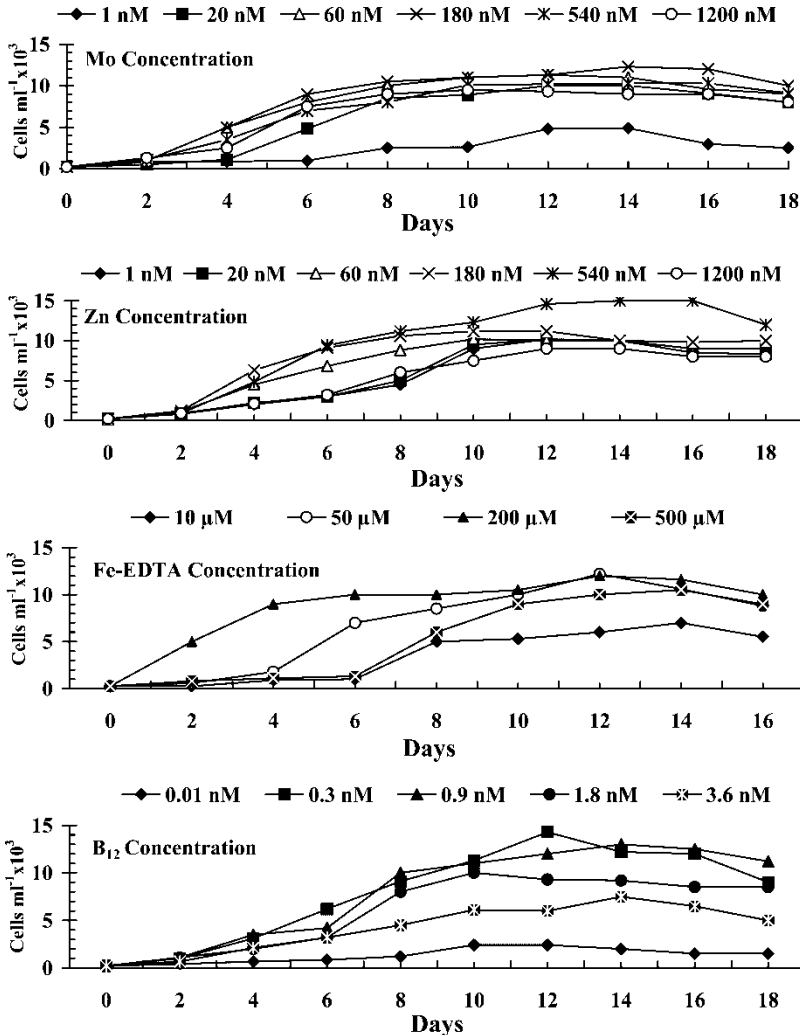 1 nM 20 nM 60 nM 180 nM 540 nM 1200 nM
15
Mo Concentration
10
5
0
Cells ml⁻¹x10³
0 2 4 6 8 10 12 14 16 18
Days
1 nM 20 nM 60 nM 180 nM 540 nM 1200 nM
15
Zn Concentration
10
5
0
Cells ml⁻¹x10³
0 2 4 6 8 10 12 14 16 18
Days
10 µM 50 µM 200 µM 500 µM
15
Fe-EDTA Concentration
10
5
0
Cells ml⁻¹x10³
0 2 4 6 8 10 12 14 16
Days
0.01 nM 0.3 nM 0.9 nM 1.8 nM 3.6 nM
15
B₁₂ Concentration
10
5
0
Cells ml⁻¹x10³
0 2 4 6 8 10 12 14 16 18
Days